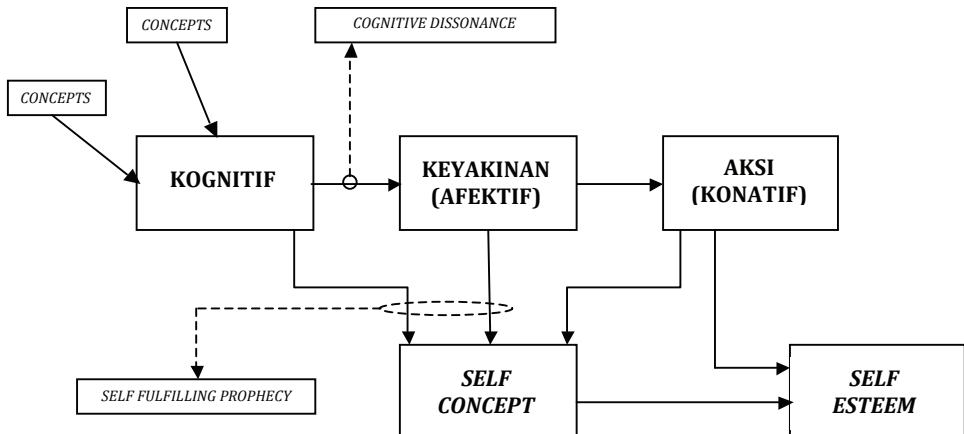 CONCEPTS
COGNITIVE DISSONANCE
CONCEPTS
KOGNITIF
KEYAKINAN
(AFEKTIF)
AKSI
(KONATIF)
SELF FULFILLING PROPHECY
SELF
CONCEPT
SELF
ESTEEM